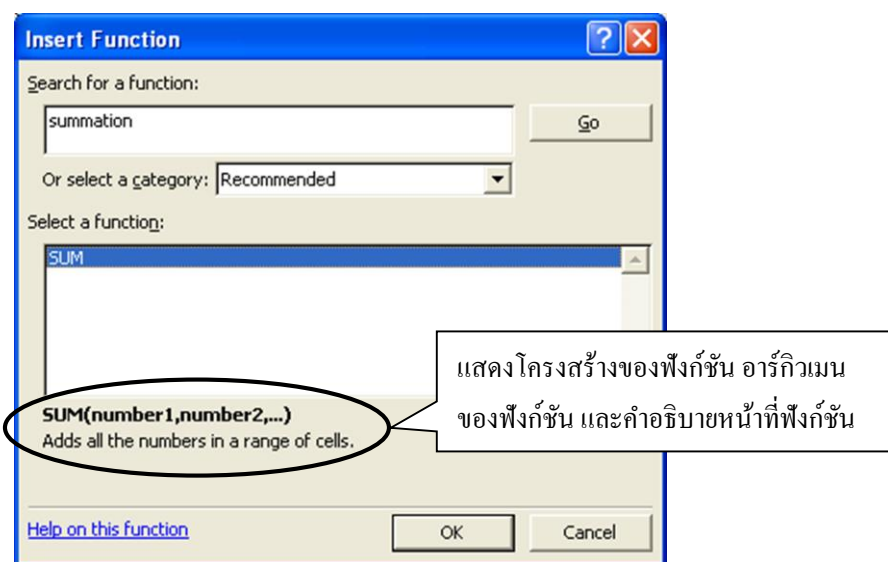 Insert Function
Search for a function:
summation
Go
Or select a category: Recommended
Select a function:
SUM
แสดงโครงสร้างของฟังก์ชัน อาร์กิวเมน
ของฟังก์ชัน และคำอธิบายหน้าที่ฟังก์ชัน
SUM(number1,number2,...)
Adds all the numbers in a range of cells.
Help on this function
OK
Cancel